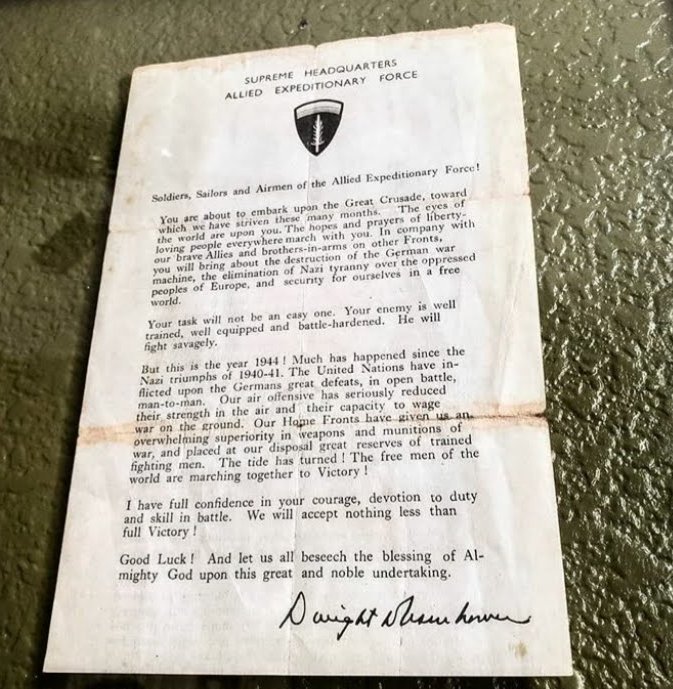 SUPREME HEADQUARTERS
ALLIED EXPEDITIONARY FORCE
Soldiers, Sailors and Airmen of the Allied Expeditionary Force!
You are about to embark upon the Great Crusade, toward
which we have striven these many months. The eyes of
the world are upon you. The hopes and prayers of liberty-
loving people everywhere march with you. In company with
our brave Allies and brothers-in-arms on other Fronts,
you will bring about the destruction of the German war
machine, the elimination of Nazi tyranny over the oppressed
peoples of Europe, and security for ourselves in a free
world.
Your task will not be an easy one. Your enemy is well
trained, well equipped and battle-hardened. He will
fight savagely.
But this is the year 1944 ! Much has happened since the
Nazi triumphs of 1940-41. The United Nations have in-
flicted upon the Germans great defeats, in open battle,
man-to-man. Our air offensive has seriously reduced
their strength in the air and their capacity to wage
war on the ground. Our Home Fronts have given us an
overwhelming superiority in weapons and munitions of
war, and placed at our disposal great reserves of trained
fighting men. The tide has turned ! The free men of the
world are marching together to Victory !
I have full confidence in your courage, devotion to duty
and skill in battle. We will accept nothing less than
full Victory !
Good Luck ! And let us all beseech the blessing of Al-
mighty God upon this great and noble undertaking.
Dwight D Eisenhower